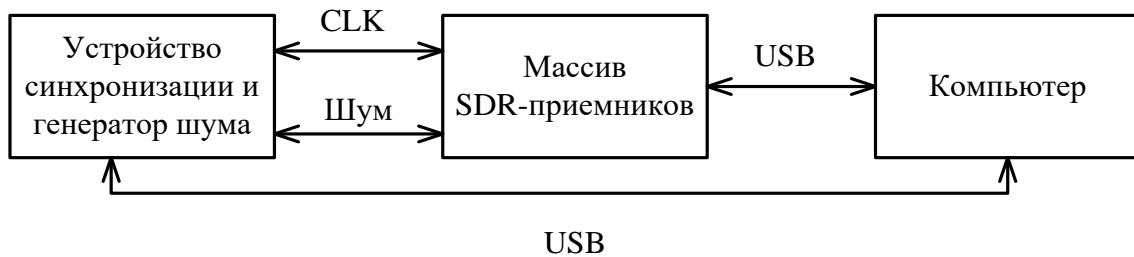 Устройство
синхронизации и
генератор шума
CLK
Шум
Массив
SDR-приемников
USB
Компьютер
USB